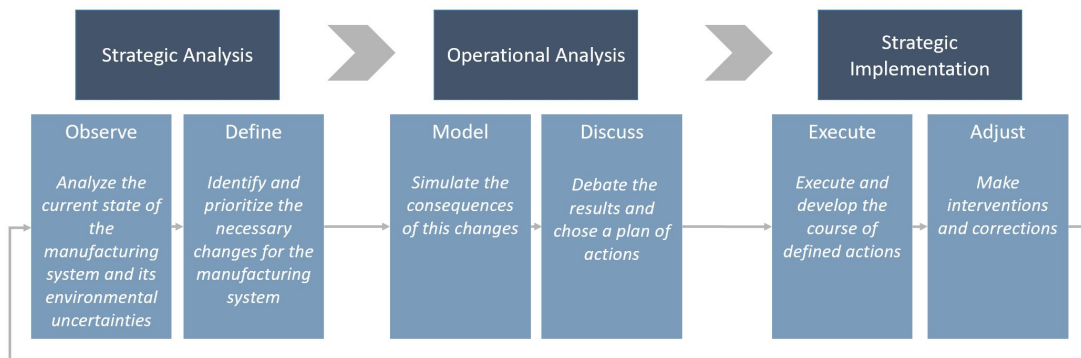 Strategic Analysis
Operational Analysis
Strategic
Implementation
Observe
Analyze the
current state of
the
manufacturing
system and its
environmental
uncertainties
Define
Identify and
prioritize the
necessary
changes for the
manufacturing
system
Model
Simulate the
consequences
of this changes
Discuss
Debate the
results and
chose a plan of
actions
Execute
Execute and
develop the
course of
defined actions
Adjust
Make
interventions
and corrections